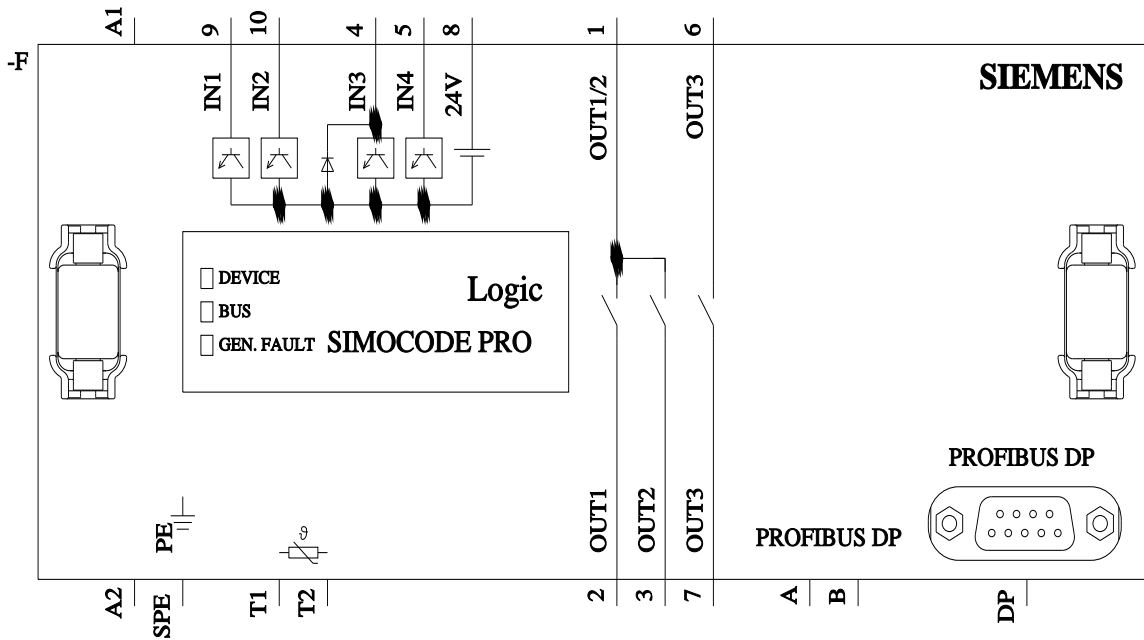 A1
9
10
4
5
8
1
6
-F
IN1
IN2
IN3
IN4
24V
OUT1/2
OUT3
SIEMENS
DEVICE
BUS
GEN. FAULT
Logic
SIMOCODE PRO
PROFIBUS DP
PE
ϑ
OUT1
OUT2
OUT3
PROFIBUS DP
A2
SPE
T1
T2
2
3
7
A
B
DP